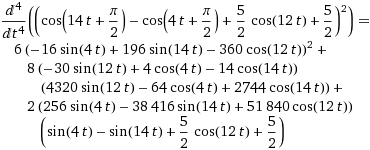 d⁴/dt⁴((cos(14 t + π/2) − cos(4 t + π/2) + 5/2 cos(12 t) + 5/2)²) =
6 (−16 sin(4 t) + 196 sin(14 t) − 360 cos(12 t))² +
8 (−30 sin(12 t) + 4 cos(4 t) − 14 cos(14 t))
(4320 sin(12 t) − 64 cos(4 t) + 2744 cos(14 t)) +
2 (256 sin(4 t) − 38 416 sin(14 t) + 51 840 cos(12 t))
(sin(4 t) − sin(14 t) + 5/2 cos(12 t) + 5/2)